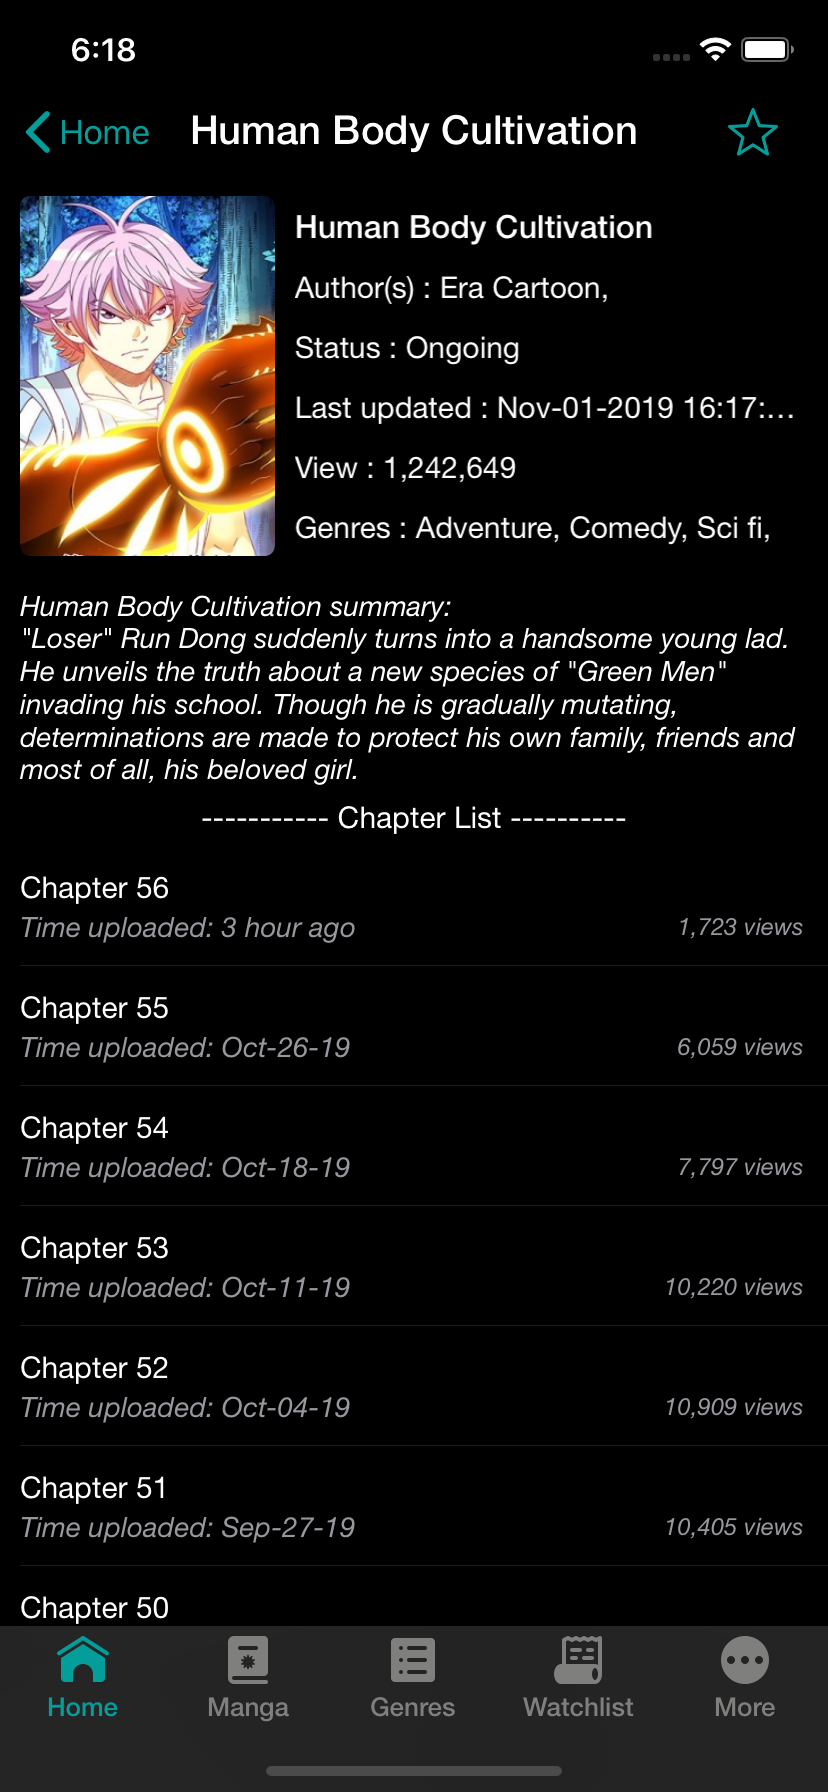 6:18
Home
Human Body Cultivation
Human Body Cultivation
Author(s) : Era Cartoon,
Status : Ongoing
Last updated : Nov-01-2019 16:17:...
View : 1,242,649
Genres : Adventure, Comedy, Sci fi,
Human Body Cultivation summary:
"Loser" Run Dong suddenly turns into a handsome young lad.
He unveils the truth about a new species of "Green Men"
invading his school. Though he is gradually mutating,
determinations are made to protect his own family, friends and
most of all, his beloved girl.
----------- Chapter List ----------
Chapter 56
Time uploaded: 3 hour ago
1,723 views
Chapter 55
Time uploaded: Oct-26-19
6,059 views
Chapter 54
Time uploaded: Oct-18-19
7,797 views
Chapter 53
Time uploaded: Oct-11-19
10,220 views
Chapter 52
Time uploaded: Oct-04-19
10,909 views
Chapter 51
Time uploaded: Sep-27-19
10,405 views
Chapter 50
Home
Manga
Genres
Watchlist
More